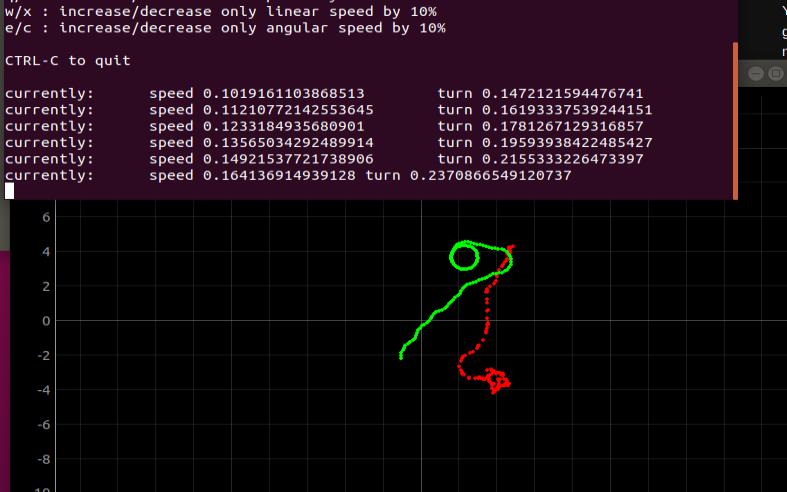 w/x : increase/decrease only linear speed by 10%
e/c : increase/decrease only angular speed by 10%
CTRL-C to quit
currently: speed 0.1019161103868513 turn 0.1472121594476741
currently: speed 0.11210772142553645 turn 0.16193337539244151
currently: speed 0.1233184935680901 turn 0.1781267129316857
currently: speed 0.13565034292489914 turn 0.19593938422485427
currently: speed 0.14921537721738906 turn 0.2155333226473397
currently: speed 0.164136914939128 turn 0.2370866549120737
6
4
2
0
-2
-4
-6
-8